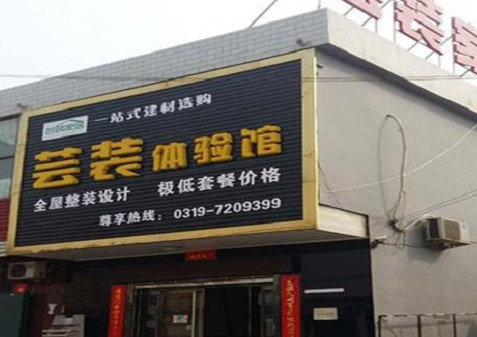 一站式建材选购
芸装体验馆
全屋整装设计 极低套餐价格
尊享热线：0319-7209399
装